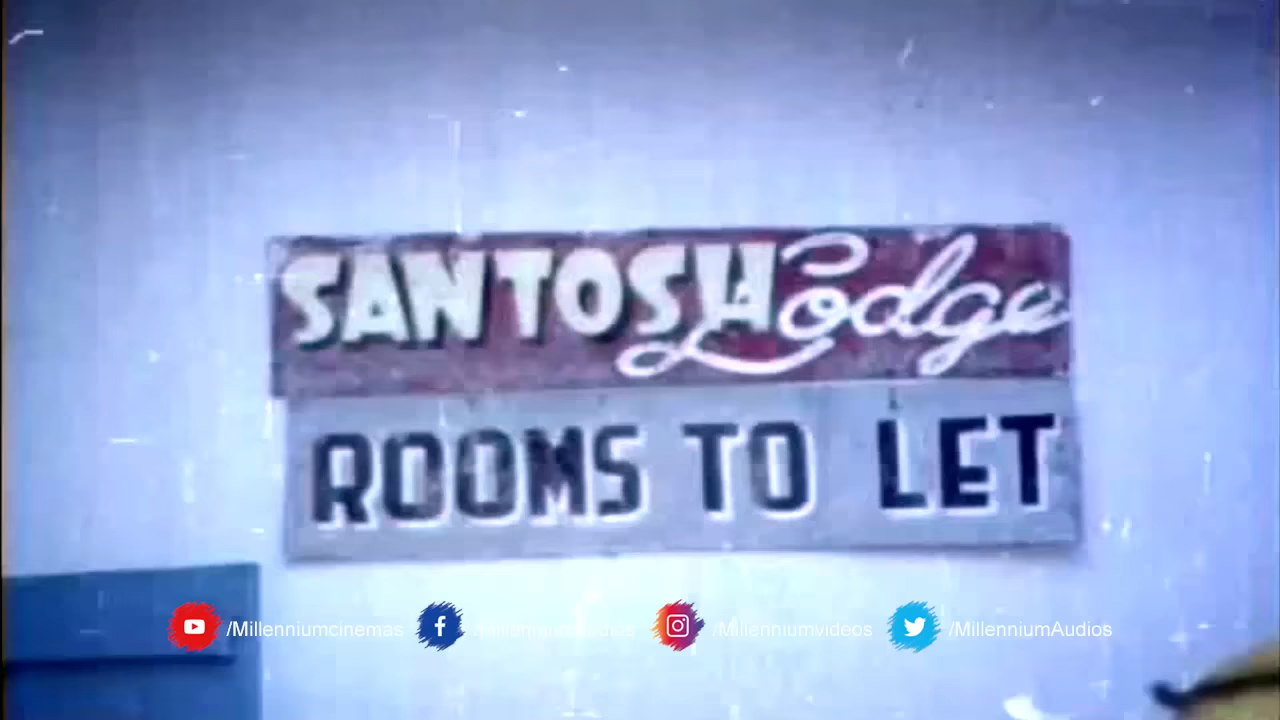 SANTOSH Lodge
ROOMS TO LET
/Millenniumcinemas
/Millenniumvideos
/MillenniumAudios